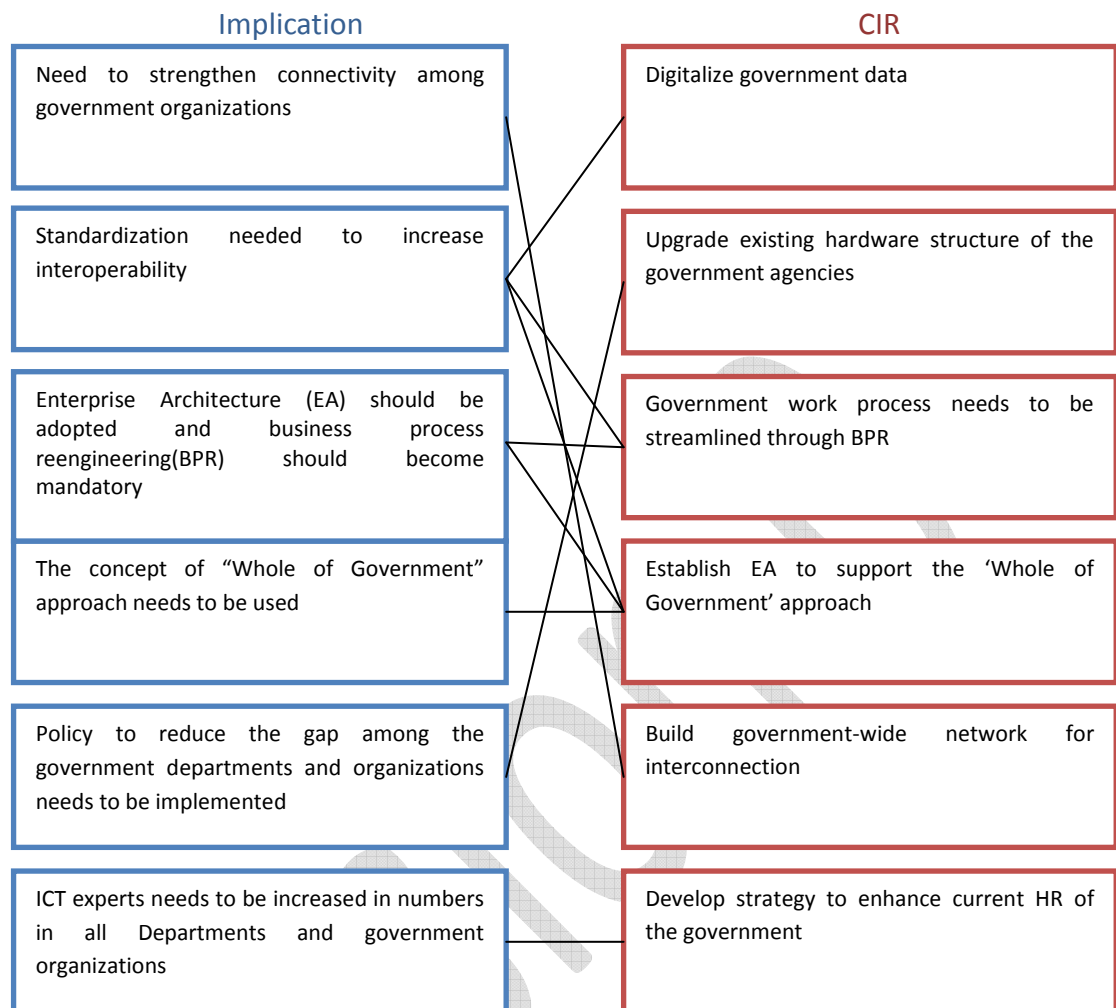 Implication
CIR
Need to strengthen connectivity among
government organizations
Digitalize government data
Standardization needed to increase
interoperability
Upgrade existing hardware structure of the
government agencies
Enterprise Architecture (EA) should be
adopted and business process
reengineering(BPR) should become
mandatory
Government work process needs to be
streamlined through BPR
The concept of “Whole of Government”
approach needs to be used
Establish EA to support the ‘Whole of
Government’ approach
Policy to reduce the gap among the
government departments and organizations
needs to be implemented
Build government-wide network for
interconnection
ICT experts needs to be increased in numbers
in all Departments and government
organizations
Develop strategy to enhance current HR of
the government